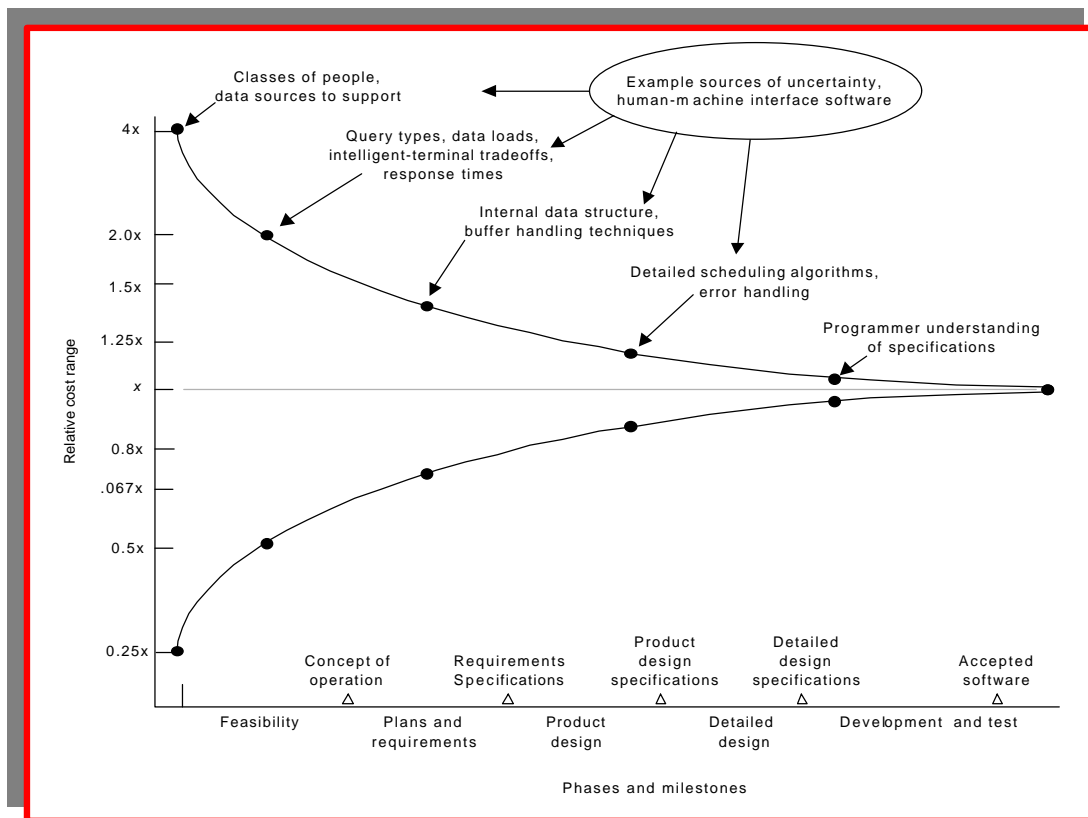 Classes of people,
data sources to support
Example sources of uncertainty,
human-machine interface software
Query types, data loads,
intelligent-terminal tradeoffs,
response times
Internal data structure,
buffer handling techniques
Detailed scheduling algorithms,
error handling
Programmer understanding
of specifications
4x
2.0x
1.5x
1.25x
x
0.8x
.067x
0.5x
0.25x
Relative cost range
Concept of
operation
Requirements
Specifications
Product
design
specifications
Detailed
design
specifications
Accepted
software
Feasibility
Plans and
requirements
Product
design
Detailed
design
Development and test
Phases and milestones